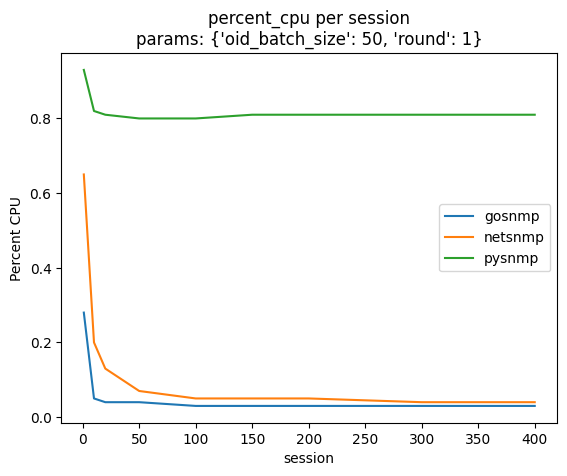 percent_cpu per session
params: {'oid_batch_size': 50, 'round': 1}
Percent CPU
0.8
0.6
0.4
0.2
0.0
gosnmp
netsnmp
pysnmp
0 50 100 150 200 250 300 350 400
session